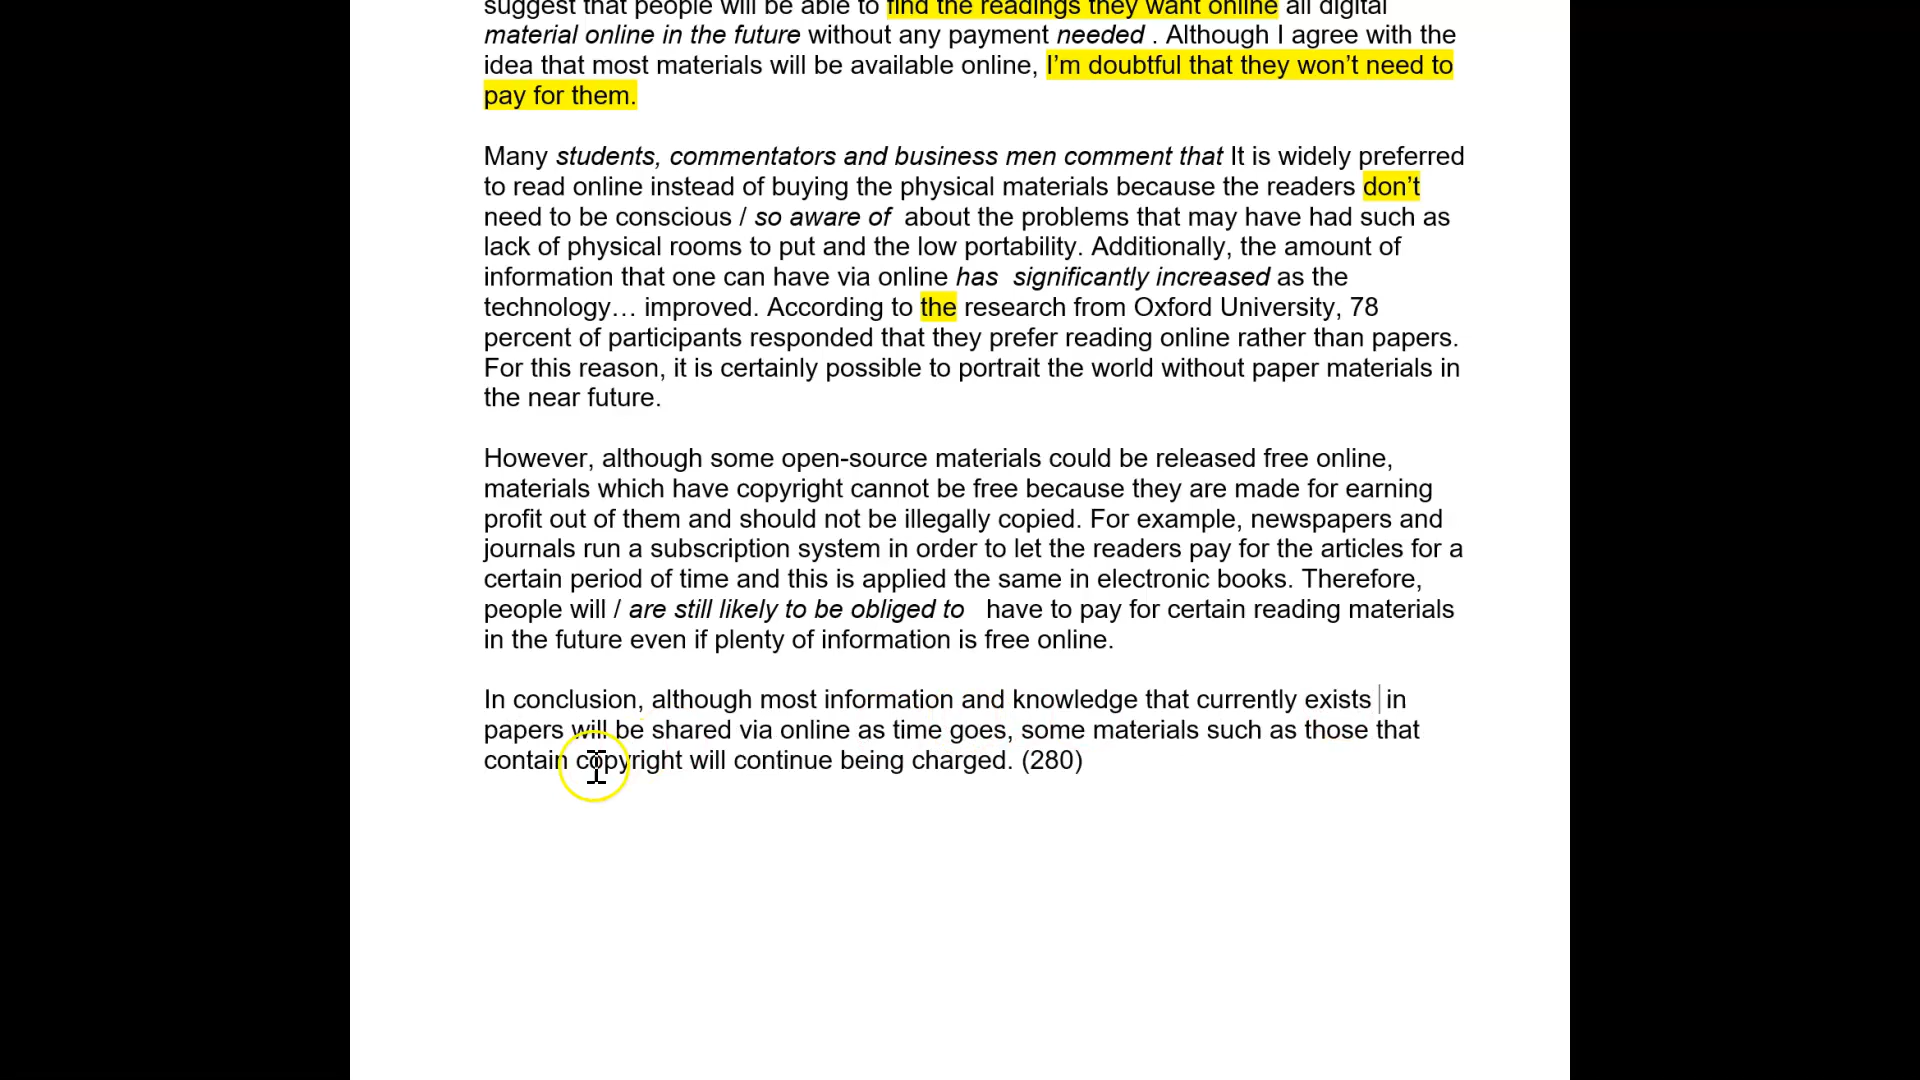 suggest that people will be able to find the readings they want online all digital
material online in the future without any payment needed . Although I agree with the
idea that most materials will be available online, I’m doubtful that they won’t need to
pay for them.
Many students, commentators and business men comment that It is widely preferred
to read online instead of buying the physical materials because the readers don’t
need to be conscious / so aware of about the problems that may have had such as
lack of physical rooms to put and the low portability. Additionally, the amount of
information that one can have via online has significantly increased as the
technology… improved. According to the research from Oxford University, 78
percent of participants responded that they prefer reading online rather than papers.
For this reason, it is certainly possible to portrait the world without paper materials in
the near future.
However, although some open-source materials could be released free online,
materials which have copyright cannot be free because they are made for earning
profit out of them and should not be illegally copied. For example, newspapers and
journals run a subscription system in order to let the readers pay for the articles for a
certain period of time and this is applied the same in electronic books. Therefore,
people will / are still likely to be obliged to have to pay for certain reading materials
in the future even if plenty of information is free online.
In conclusion, although most information and knowledge that currently exists in
papers will be shared via online as time goes, some materials such as those that
contain copyright will continue being charged. (280)